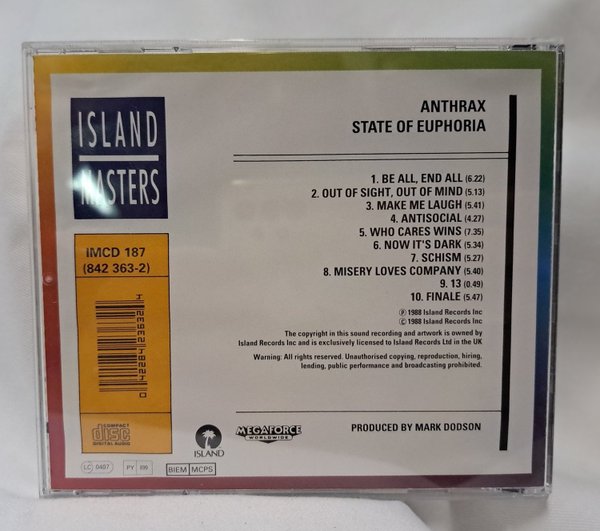 ISLAND
MASTERS
IMCD 187
(842 363-2)
COMPACT
disc
DIGITAL AUDIO
LC 0407
PY 899
BIEM MCPS
ISLAND
MEGAFORCE
WORLDWIDE
ANTHRAX
STATE OF EUPHORIA
1. BE ALL, END ALL (6.22)
2. OUT OF SIGHT, OUT OF MIND (5.13)
3. MAKE ME LAUGH (5.41)
4. ANTISOCIAL (4.27)
5. WHO CARES WINS (7.35)
6. NOW IT'S DARK (5.34)
7. SCHISM (5.27)
8. MISERY LOVES COMPANY (5.40)
9. 13 (0.49)
10. FINALE (5.47)
Ⓟ 1988 Island Records Inc
© 1988 Island Records Inc
The copyright in this sound recording and artwork is owned by
Island Records Inc and is exclusively licensed to Island Records Ltd in the UK
Warning: All rights reserved. Unauthorised copying, reproduction, hiring,
lending, public performance and broadcasting prohibited.
PRODUCED BY MARK DODSON